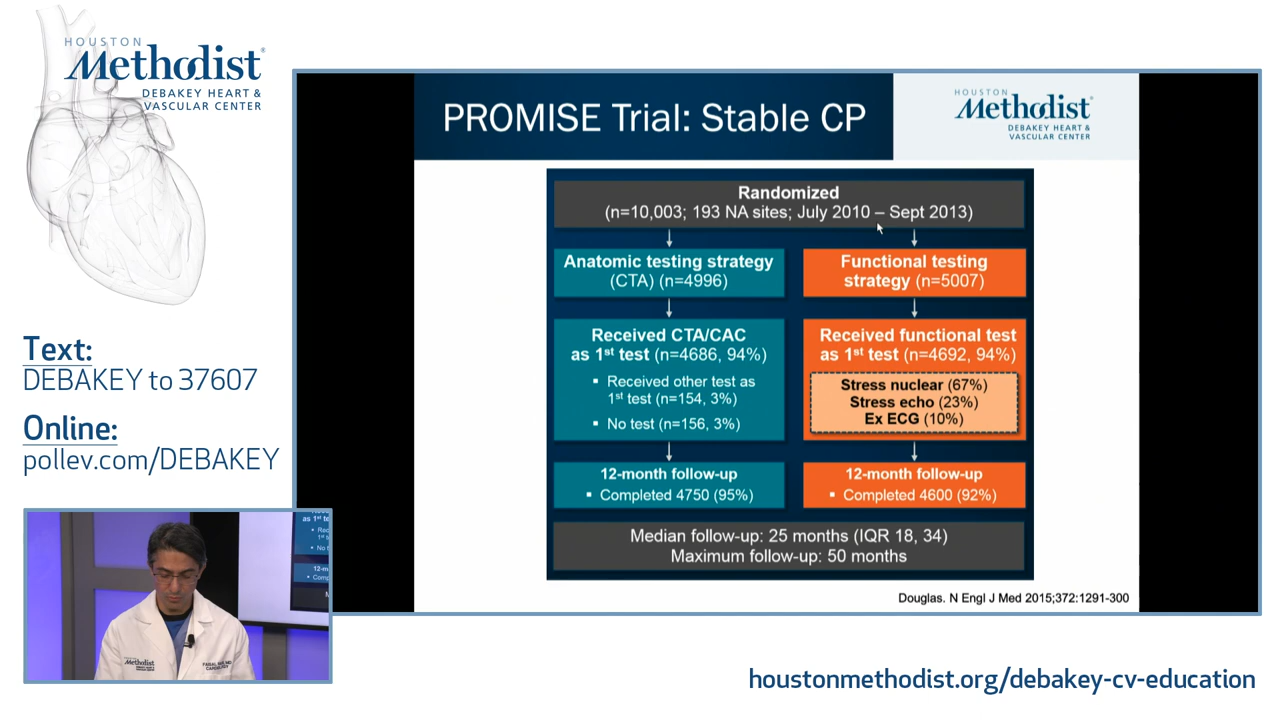 HOUSTON
Methodist®
DEBAKEY HEART &
VASCULAR CENTER
Text:
DEBAKEY to 37607
Online:
pollev.com/DEBAKEY
PROMISE Trial: Stable CP
HOUSTON
Methodist®
DEBAKEY HEART &
VASCULAR CENTER
Randomized
(n=10,003; 193 NA sites; July 2010 – Sept 2013)
Anatomic testing strategy
(CTA) (n=4996)
Functional testing
strategy (n=5007)
Received CTA/CAC
as 1st test (n=4686, 94%)
▪ Received other test as
1st test (n=154, 3%)
▪ No test (n=156, 3%)
Received functional test
as 1st test (n=4692, 94%)
Stress nuclear (67%)
Stress echo (23%)
Ex ECG (10%)
12-month follow-up
▪ Completed 4750 (95%)
12-month follow-up
▪ Completed 4600 (92%)
Median follow-up: 25 months (IQR 18, 34)
Maximum follow-up: 50 months
Douglas. N Engl J Med 2015;372:1291-300
as 1st
Methodist
houstonmethodist.org/debakey-cv-education